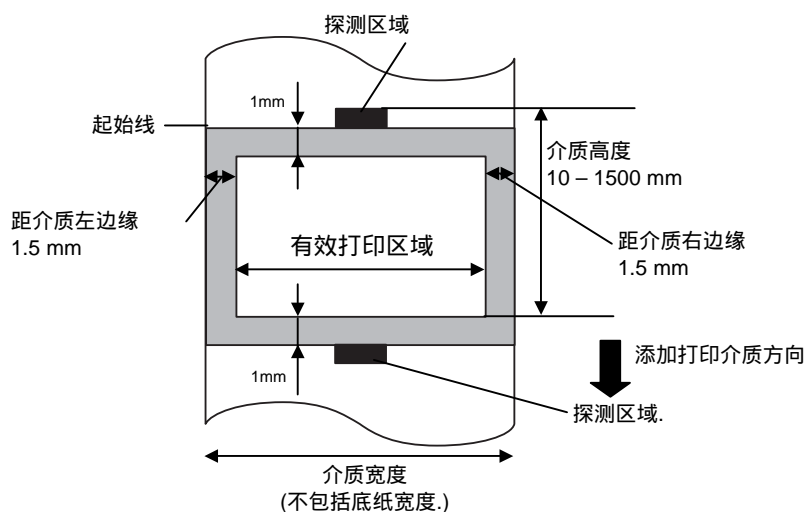 探测区域
1mm
起始线
介质高度
10 – 1500 mm
距介质左边缘
1.5 mm
有效打印区域
距介质右边缘
1.5 mm
添加打印介质方向
1mm
探测区域.
介质宽度
(不包括底纸宽度.)